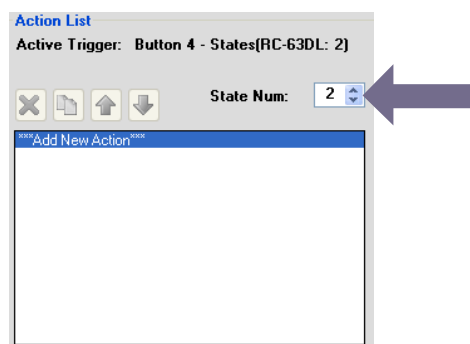 Action List
Active Trigger: Button 4 - States(RC-63DL: 2)
State Num: 2
***Add New Action***